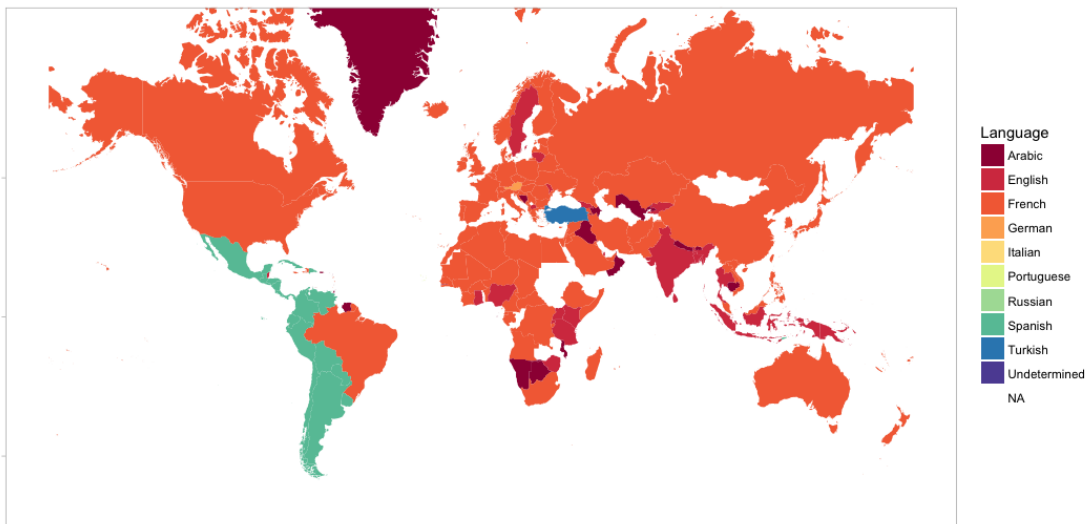 Language
Arabic
English
French
German
Italian
Portuguese
Russian
Spanish
Turkish
Undetermined
NA